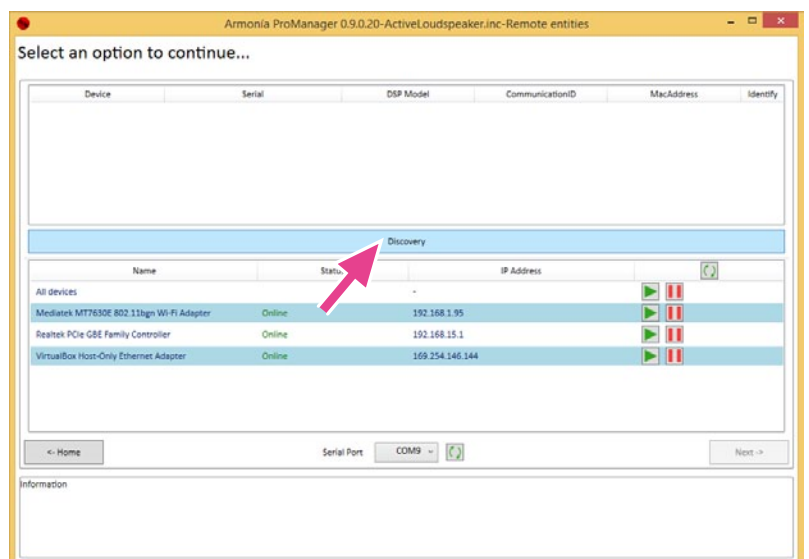 Armonía ProManager 0.9.0.20-ActiveLoudspeaker.inc-Remote entities
Select an option to continue...
Device Serial DSP Model CommunicationID MacAddress Identify
Discovery
Name IP Address
All devices -
Mediatek MT7630E 802.11bgn Wi-Fi Adapter Online 192.168.1.95
Realtek PCIe GBE Family Controller Online 192.168.15.1
VirtualBox Host-Only Ethernet Adapter Online 169.254.146.144
<- Home Serial Port COM9 Next ->
Information